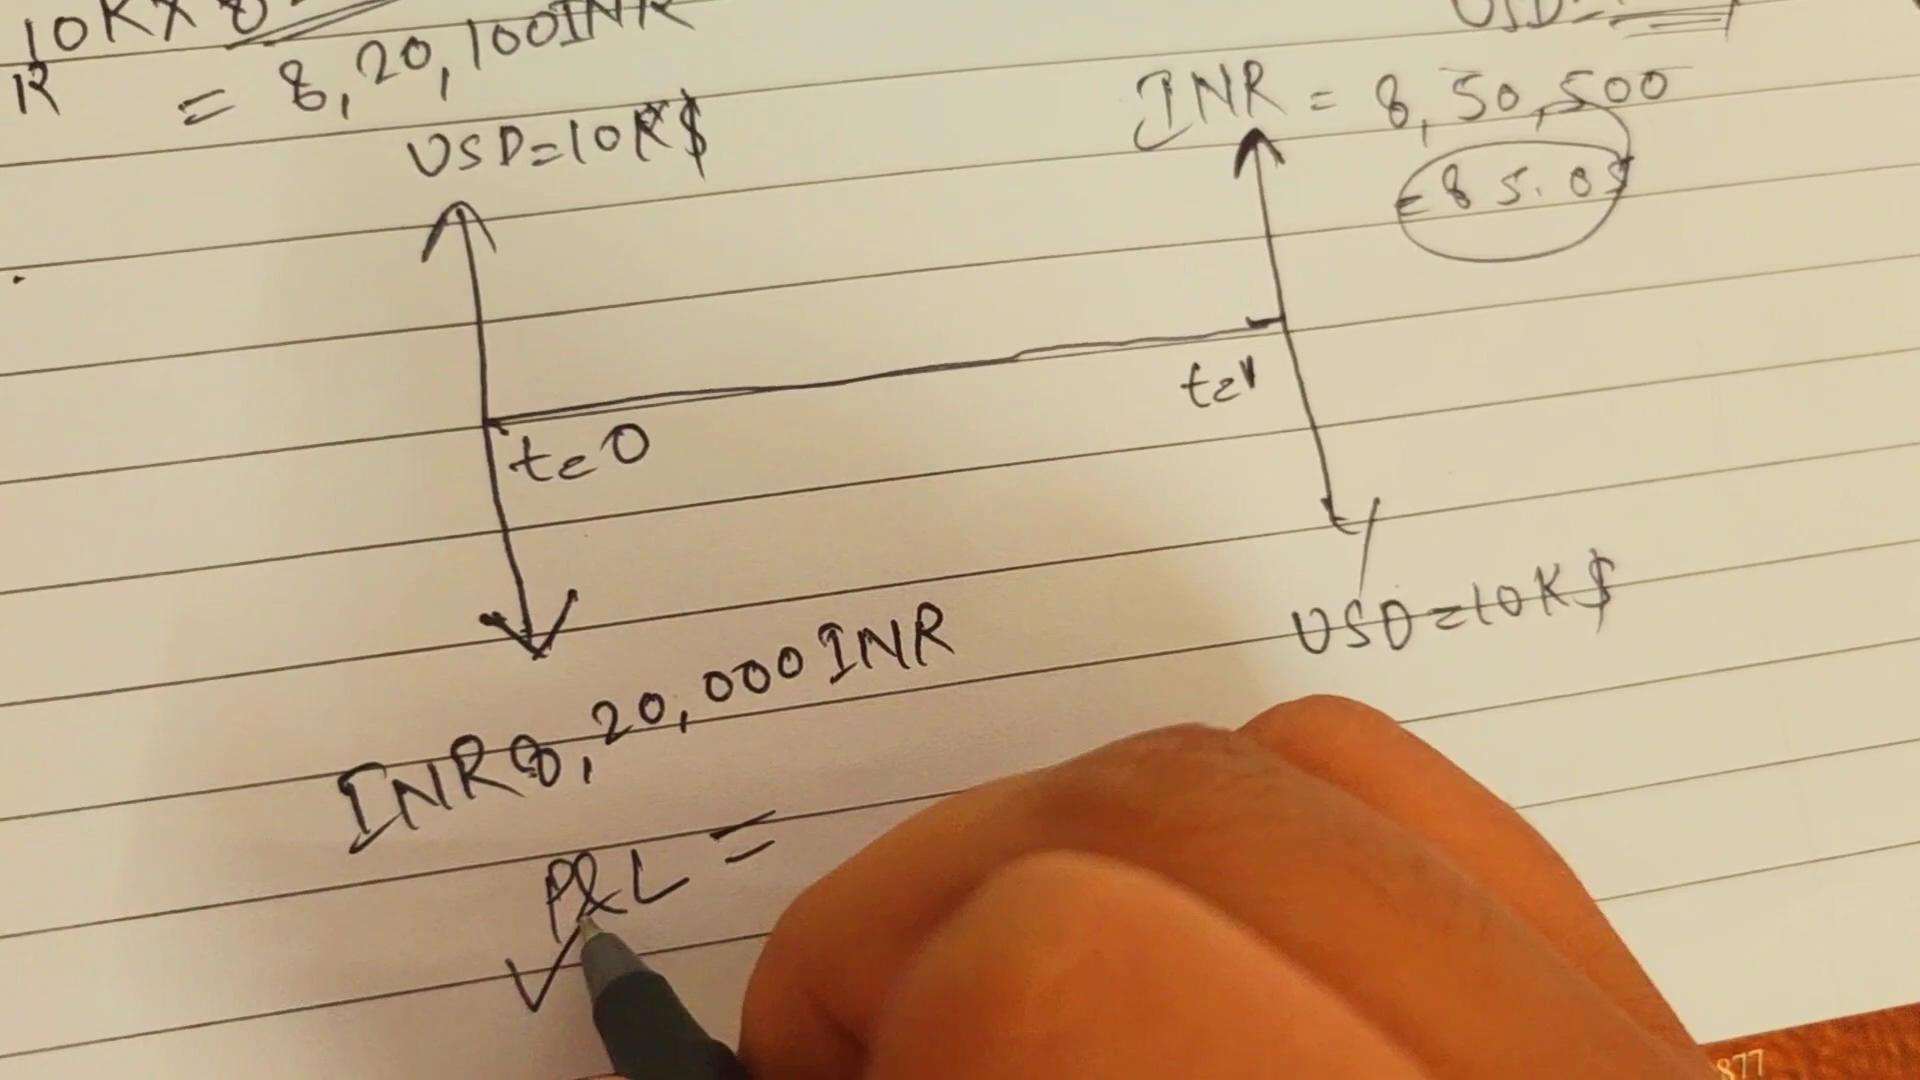 10K X 8
R = 8,20,100INR
USD=
USD=10K$
INR = 8,50,500
=85.05
t=0
t=1
USD=10K$
INR 8,20,000 INR
P&L =
877